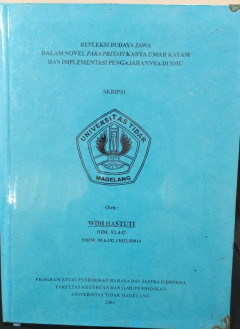 REFLEKSI BUDAYA JAWA
DALAM NOVEL PARA PRIYAYI KARYA UMAR KAYAM
DAN IMPLEMENTASI PENGAJARANNYA DI SMU
SKRIPSI
UNIVERSITAS TIDAR
MAGELANG
Oleh :
WIDI HASTUTI
NIM.
NIRM.
PROGRAM STUDI PENDIDIKAN BAHASA DAN SASTRA INDONESIA
FAKULTAS KEGURUAN DAN ILMU PENDIDIKAN
UNIVERSITAS TIDAR MAGELANG
2001